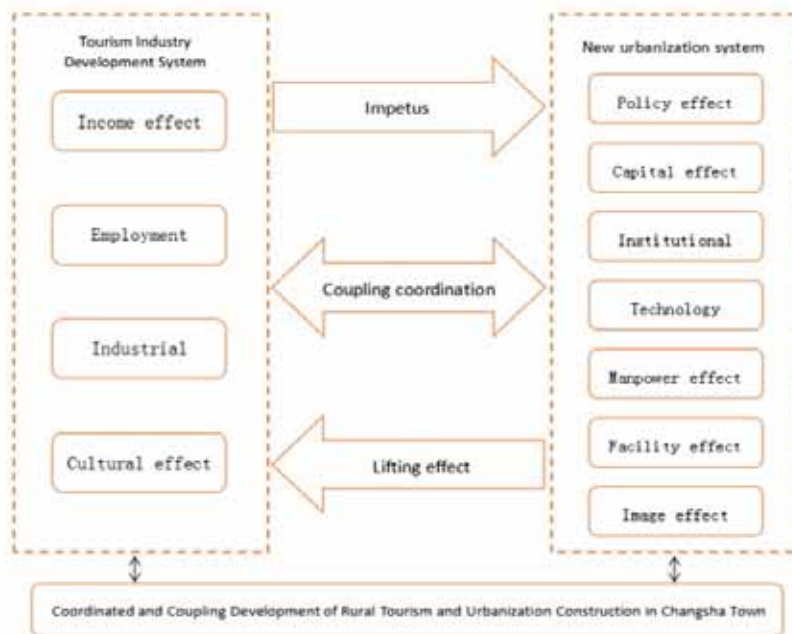 Tourism Industry
Development System
Income effect
Employment
Industrial
Cultural effect
Impetus
Coupling coordination
Lifting effect
New urbanization system
Policy effect
Capital effect
Institutional
Technology
Manpower effect
Facility effect
Image effect
Coordinated and Coupling Development of Rural Tourism and Urbanization Construction in Changsha Town